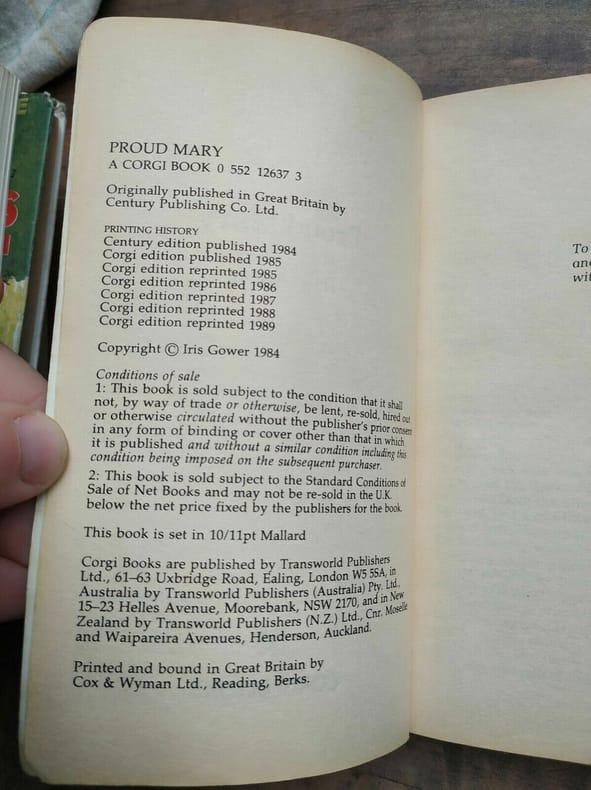 PROUD MARY
A CORGI BOOK 0 552 12637 3
Originally published in Great Britain by
Century Publishing Co. Ltd.
PRINTING HISTORY
Century edition published 1984
Corgi edition published 1985
Corgi edition reprinted 1985
Corgi edition reprinted 1986
Corgi edition reprinted 1987
Corgi edition reprinted 1988
Corgi edition reprinted 1989
Copyright © Iris Gower 1984
Conditions of sale
1: This book is sold subject to the condition that it shall
not, by way of trade or otherwise, be lent, re-sold, hired out
or otherwise circulated without the publisher's prior consent
in any form of binding or cover other than that in which
it is published and without a similar condition including this
condition being imposed on the subsequent purchaser.
2: This book is sold subject to the Standard Conditions of
Sale of Net Books and may not be re-sold in the U.K.
below the net price fixed by the publishers for the book.
This book is set in 10/11pt Mallard
Corgi Books are published by Transworld Publishers
Ltd., 61–63 Uxbridge Road, Ealing, London W5 5SA, in
Australia by Transworld Publishers (Australia) Pty. Ltd.,
15–23 Helles Avenue, Moorebank, NSW 2170, and in New
Zealand by Transworld Publishers (N.Z.) Ltd., Cnr. Moselle
and Waipareira Avenues, Henderson, Auckland.
Printed and bound in Great Britain by
Cox & Wyman Ltd., Reading, Berks.
To